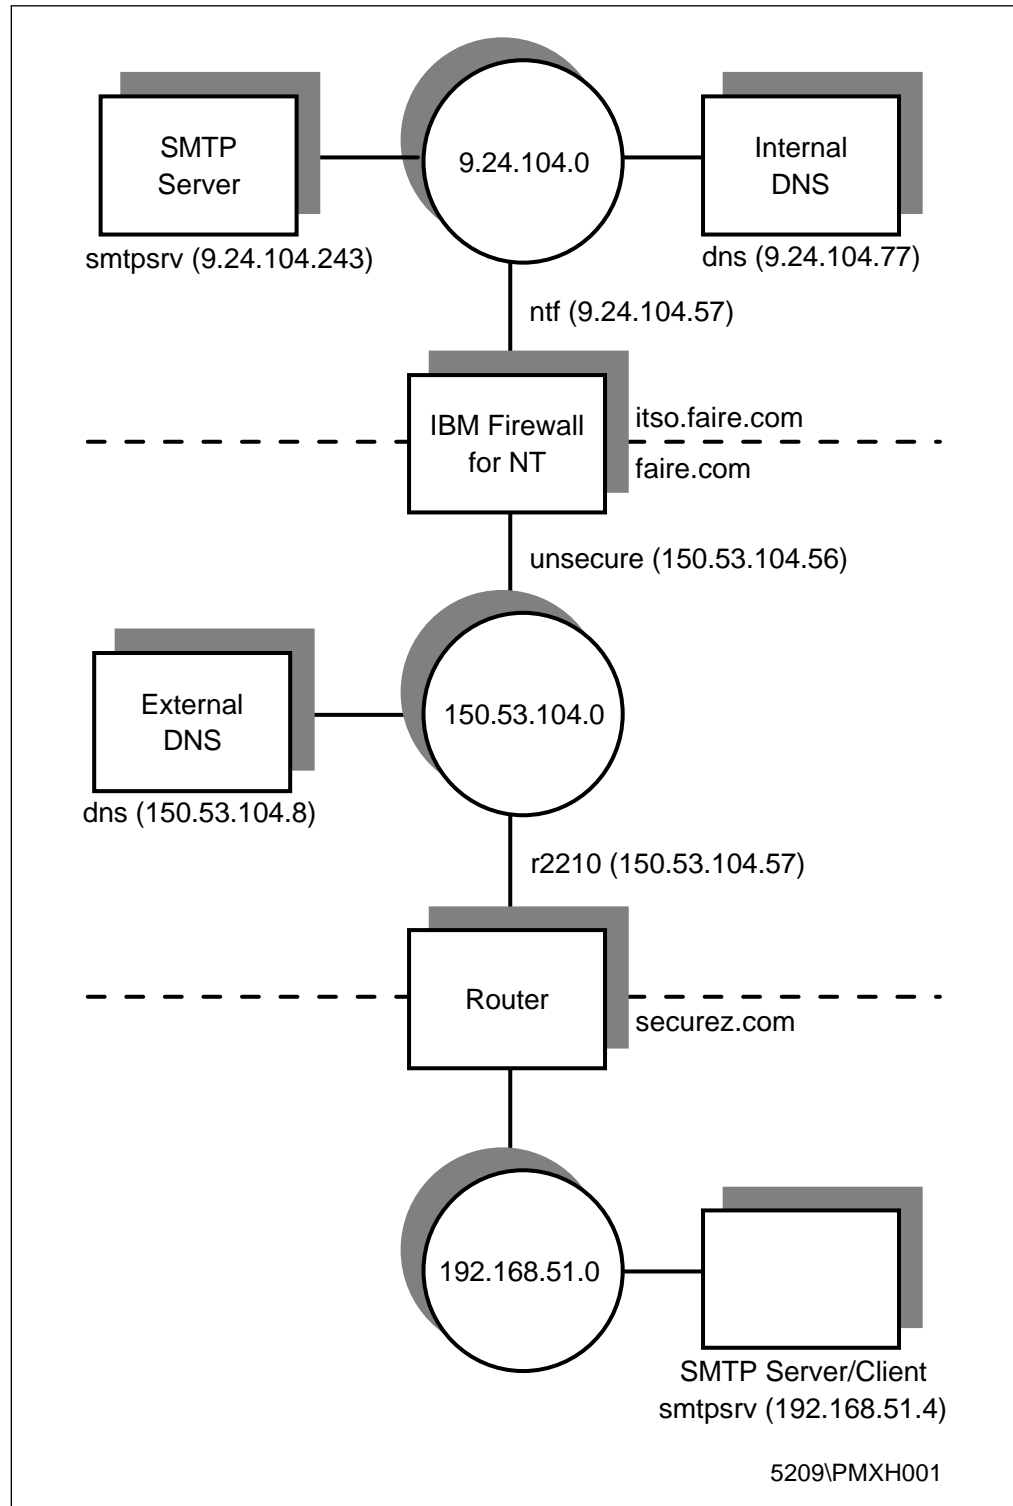 SMTP
Server
9.24.104.0
Internal
DNS
smtpsrv (9.24.104.243)
dns (9.24.104.77)
ntf (9.24.104.57)
IBM Firewall
for NT
itso.faire.com
faire.com
unsecure (150.53.104.56)
External
DNS
150.53.104.0
dns (150.53.104.8)
r2210 (150.53.104.57)
Router
securez.com
192.168.51.0
SMTP Server/Client
smtpsrv (192.168.51.4)
5209\PMXH001